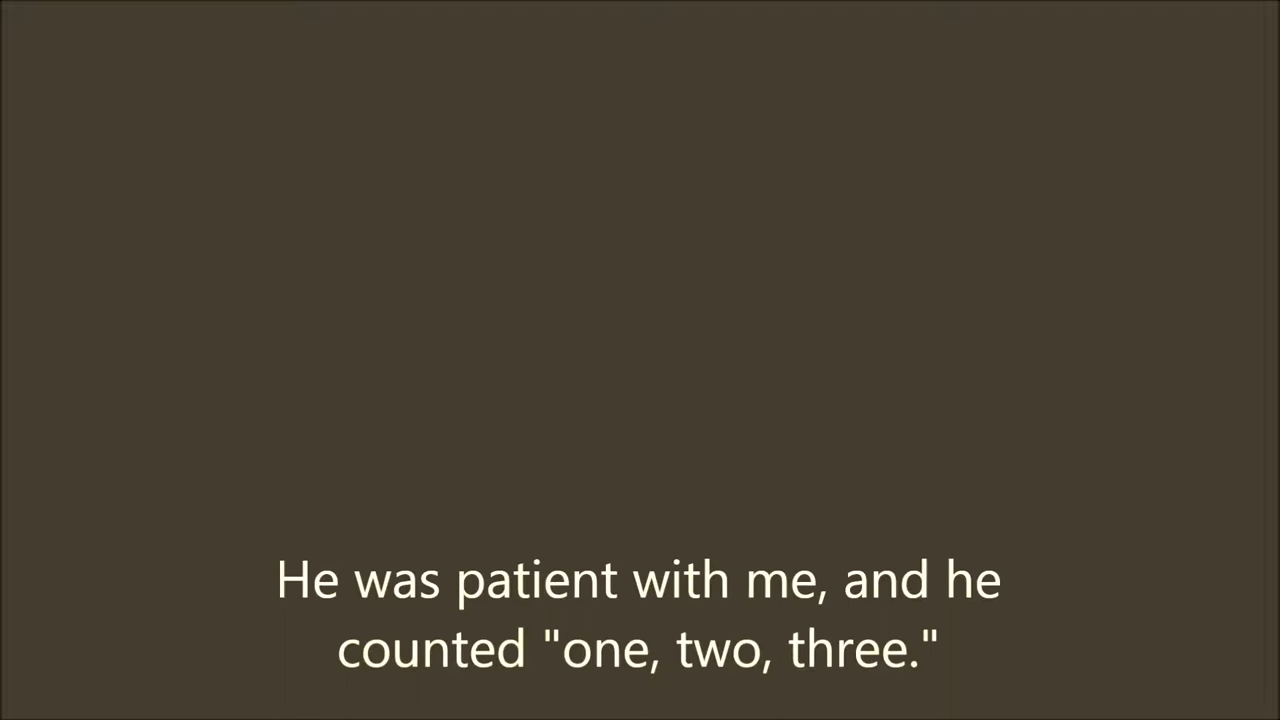 He was patient with me, and he
counted "one, two, three."